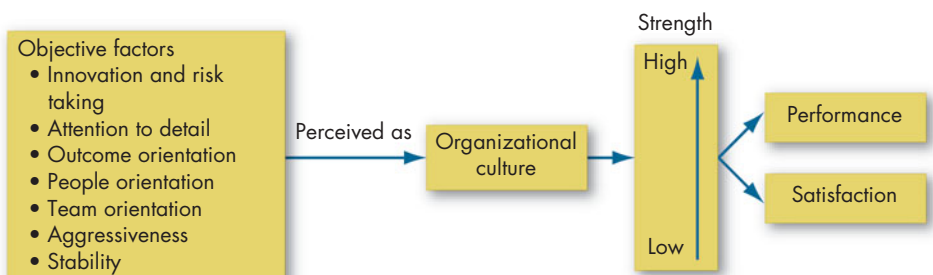 Objective factors
• Innovation and risk
taking
• Attention to detail
• Outcome orientation
• People orientation
• Team orientation
• Aggressiveness
• Stability
Perceived as
Organizational
culture
Strength
High
Low
Performance
Satisfaction